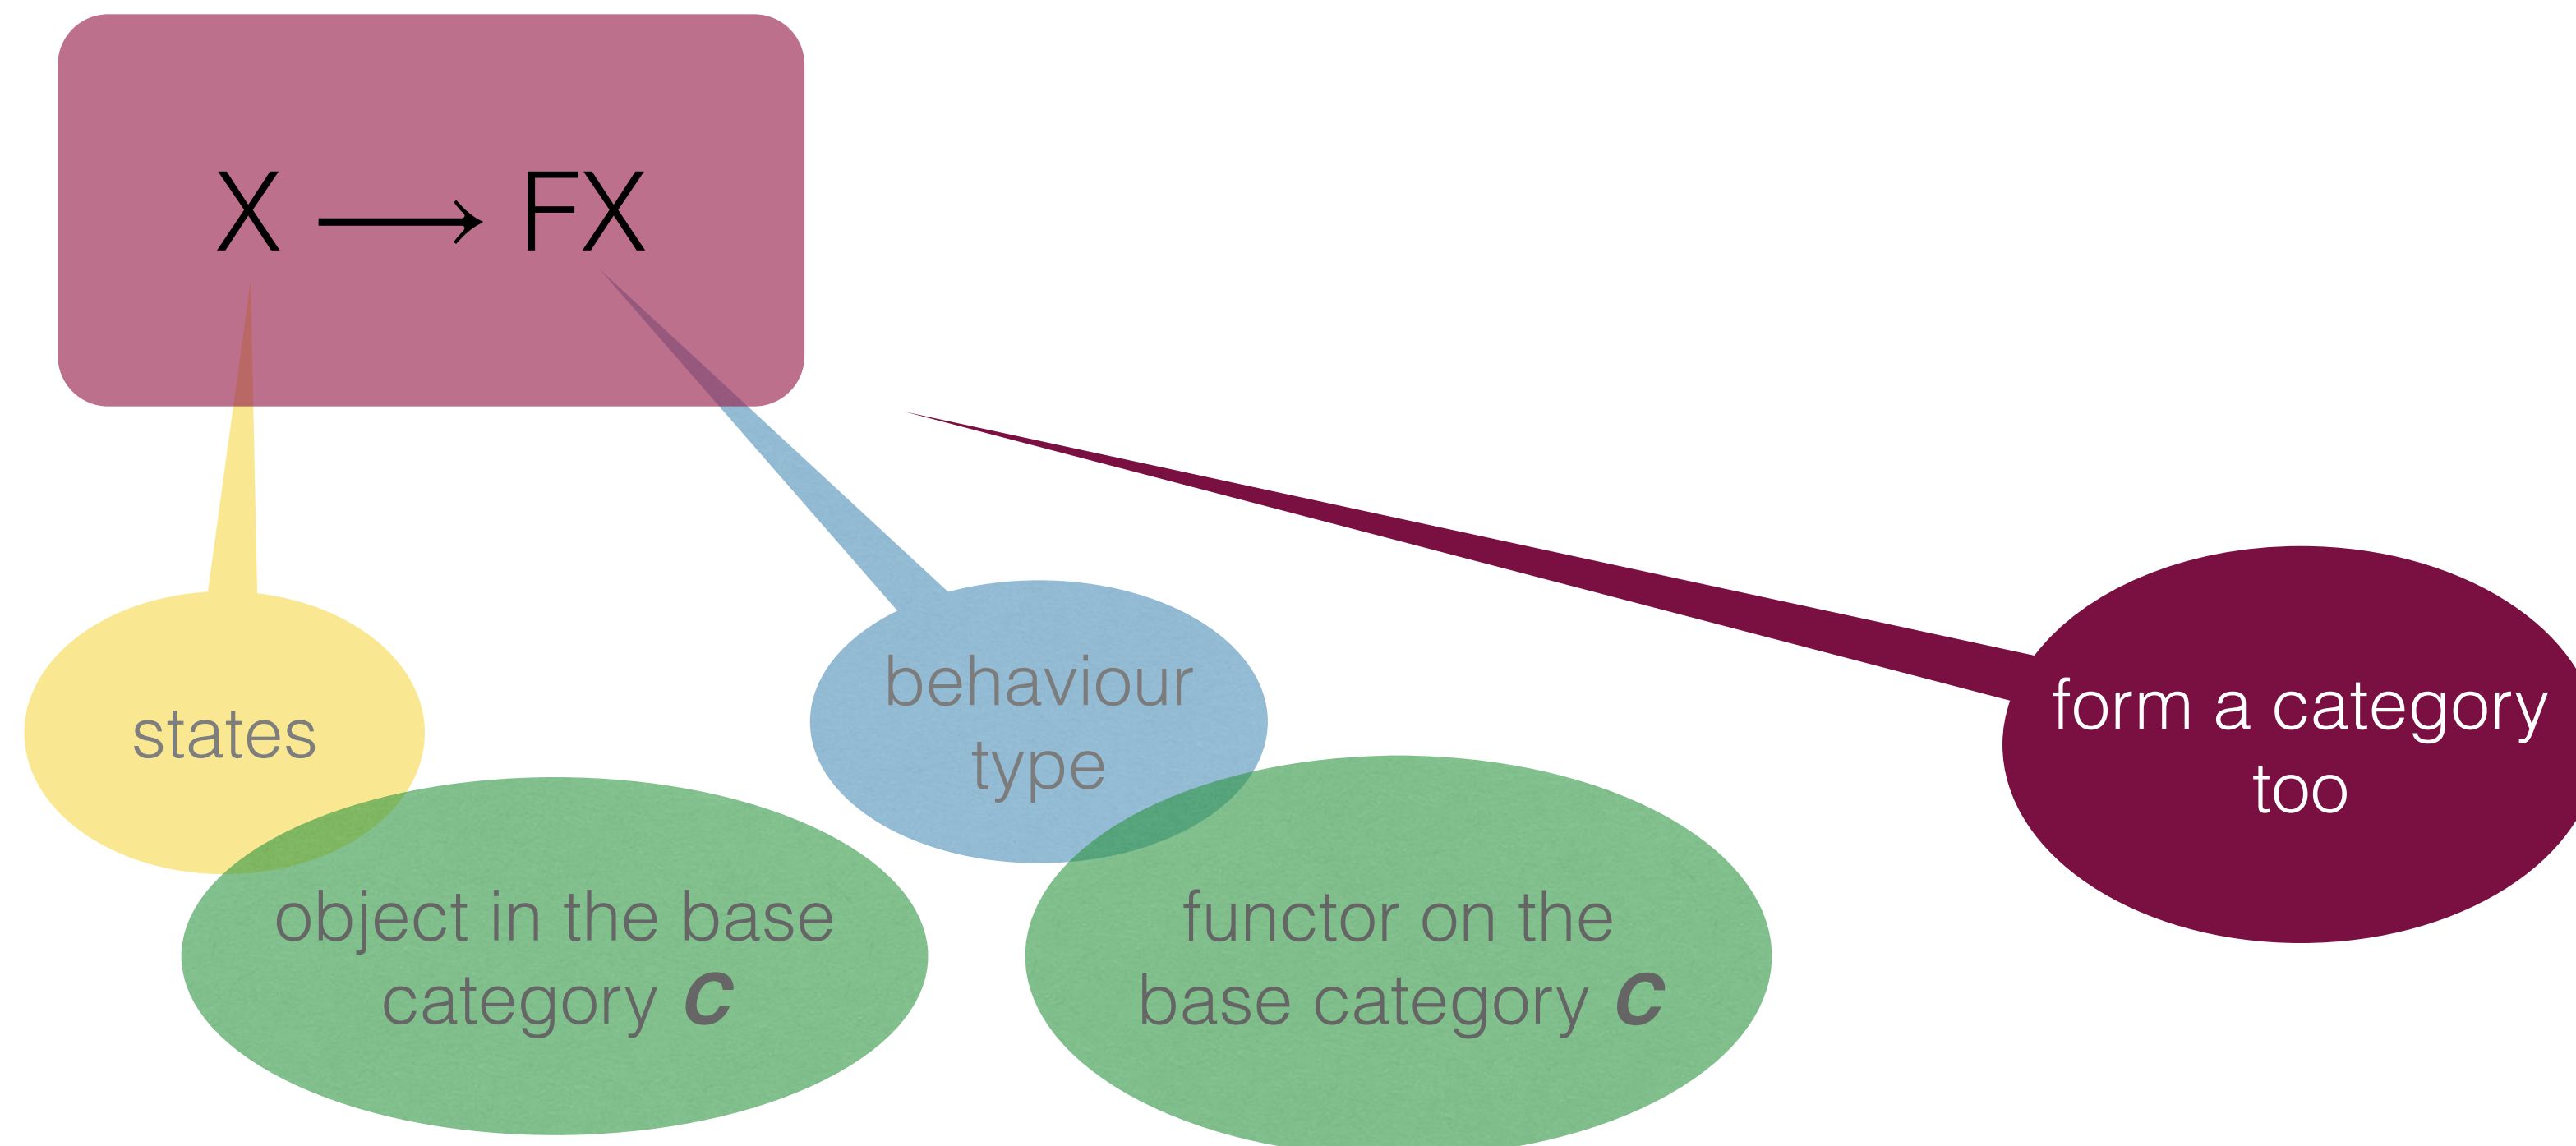 X ⟶ FX
states
behaviour
type
form a category
too
object in the base
category C
functor on the
base category C